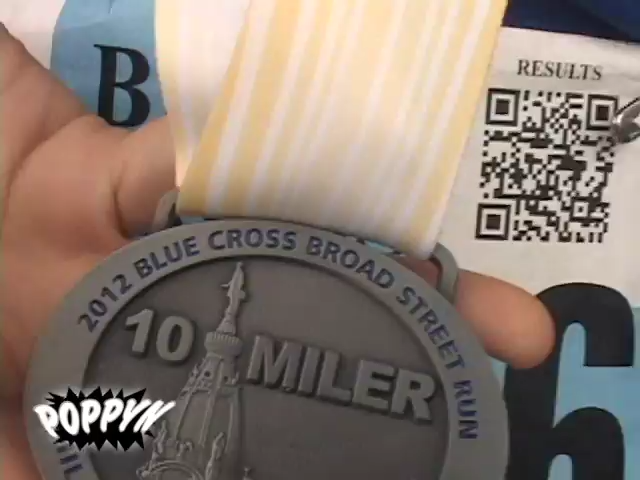 B
RESULTS
2012 BLUE CROSS BROAD STREET RUN
10 MILER
6
POPPYN